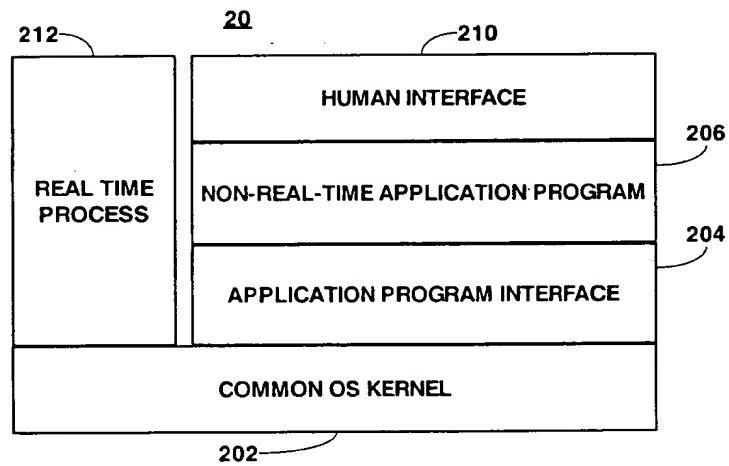 20
212
210
HUMAN INTERFACE
206
REAL TIME
PROCESS
NON-REAL-TIME APPLICATION PROGRAM
204
APPLICATION PROGRAM INTERFACE
COMMON OS KERNEL
202